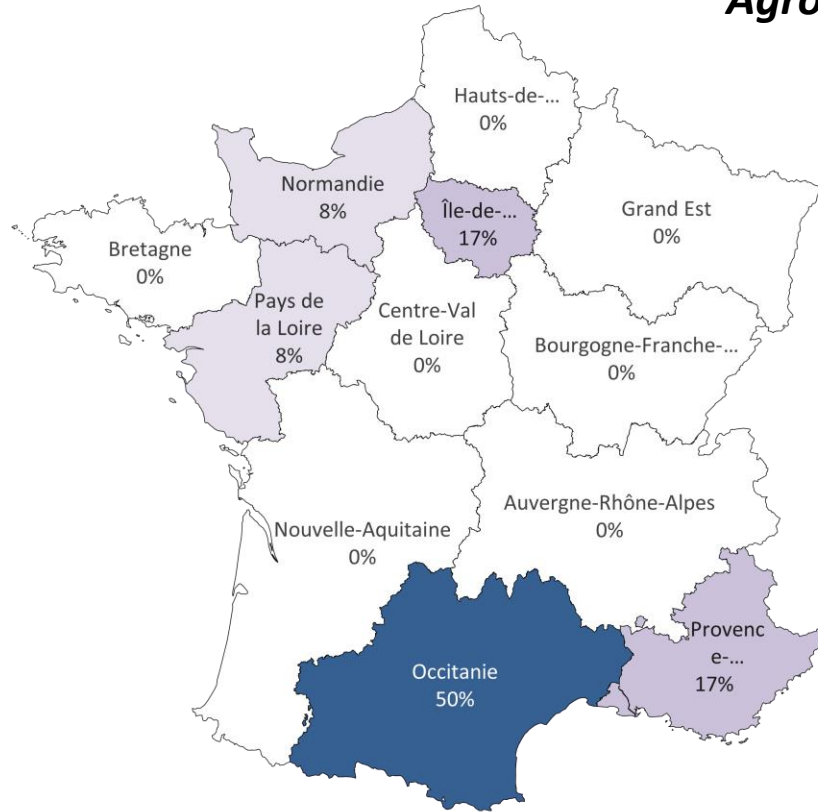 Agro
Hauts-de-...
0%
Normandie
8%
Île-de-...
17%
Grand Est
0%
Bretagne
0%
Pays de
la Loire
8%
Centre-Val
de Loire
0%
Bourgogne-Franche-...
0%
Auvergne-Rhône-Alpes
0%
Nouvelle-Aquitaine
0%
Provenc
e-...
17%
Occitanie
50%